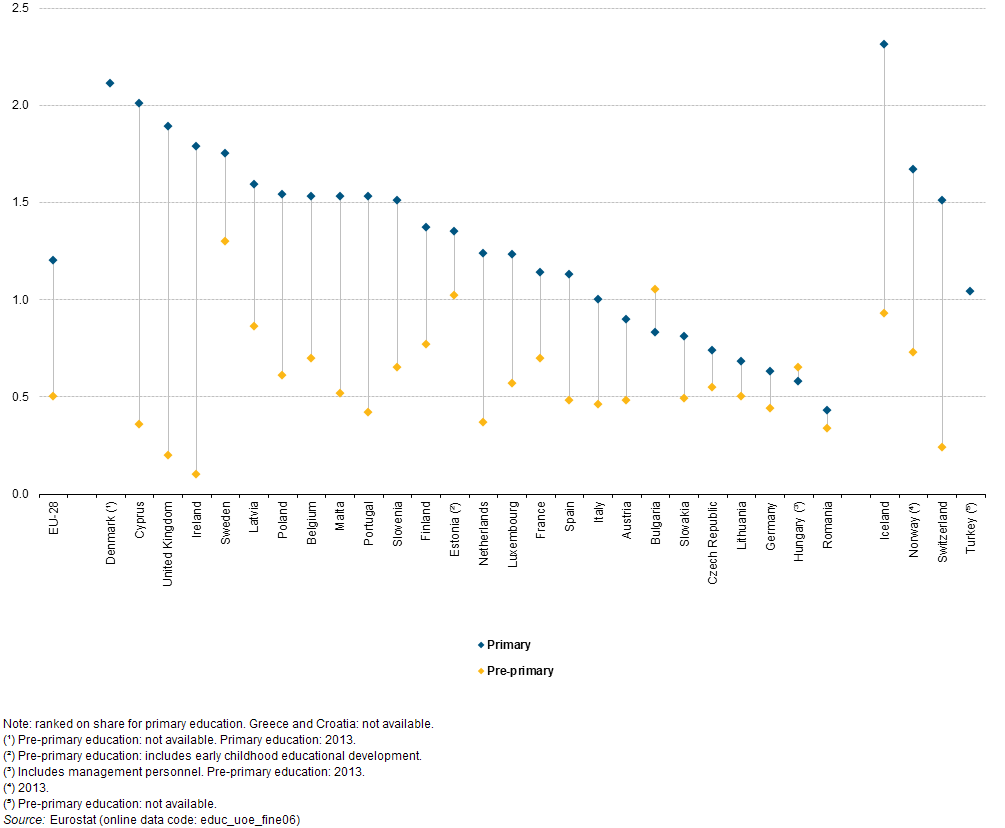 2.5
2.0
1.5
1.0
0.5
0.0
EU-28
Denmark (¹)
Cyprus
United Kingdom
Ireland
Sweden
Latvia
Poland
Belgium
Malta
Portugal
Slovenia
Finland
Estonia (²)
Netherlands
Luxembourg
France
Spain
Italy
Austria
Bulgaria
Slovakia
Czech Republic
Lithuania
Germany
Hungary (³)
Romania
Iceland
Norway (⁴)
Switzerland
Turkey (⁵)
Primary
Pre-primary
Note: ranked on share for primary education. Greece and Croatia: not available.
(¹) Pre-primary education: not available. Primary education: 2013.
(²) Pre-primary education: includes early childhood educational development.
(³) Includes management personnel. Pre-primary education: 2013.
(⁴) 2013.
(⁵) Pre-primary education: not available.
Source: Eurostat (online data code: educ_uoe_fine06)